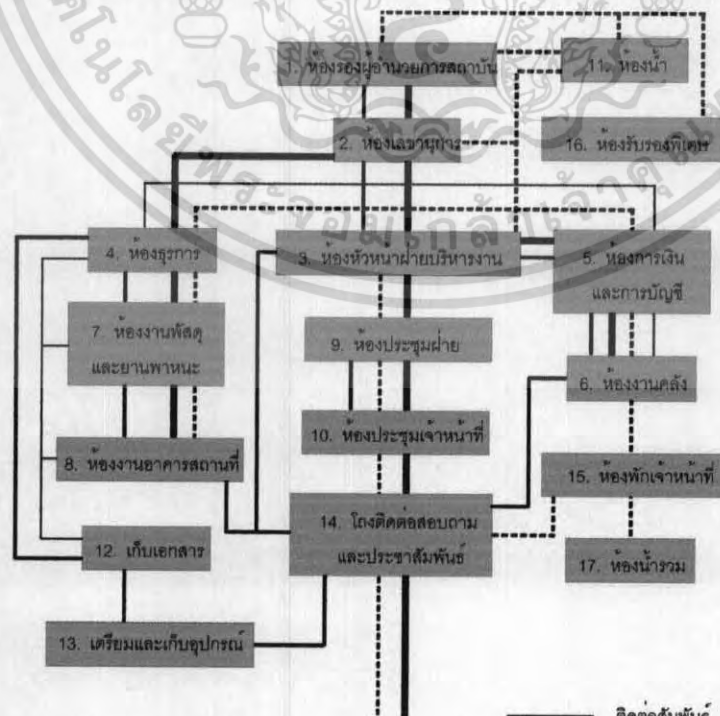 1. ห้องรองผู้อำนวยการสถาบัน
11. ห้องน้ำ
2. ห้องเลขานุการ
16. ห้องรับรองพิเศษ
4. ห้องธุรการ
3. ห้องหัวหน้าฝ่ายบริหารงาน
5. ห้องการเงิน
และการบัญชี
7. ห้องงานพัสดุ
และยานพาหนะ
9. ห้องประชุมฝ่าย
6. ห้องงานคลัง
10. ห้องประชุมเจ้าหน้าที่
8. ห้องงานอาคารสถานที่
15. ห้องพักเจ้าหน้าที่
14. โถงติดต่อสอบถาม
และประชาสัมพันธ์
12. เก็บเอกสาร
17. ห้องน้ำรวม
13. เตรียมและเก็บอุปกรณ์
ติดต่อสัมพันธ์